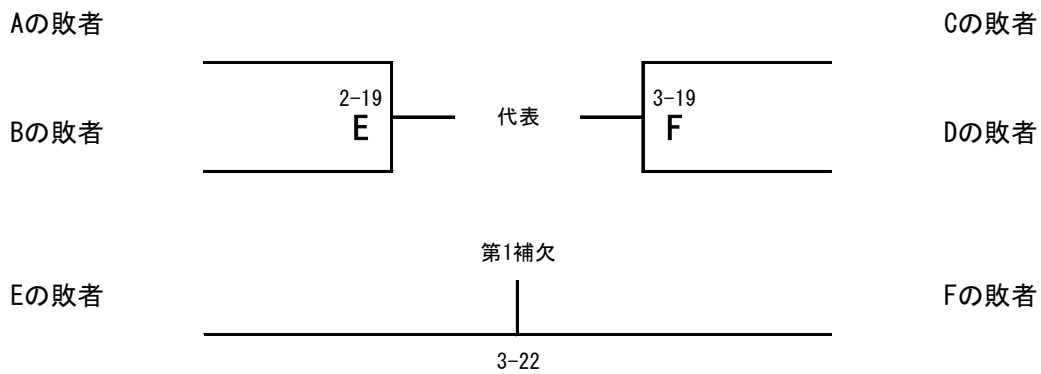 Aの敗者
Cの敗者
2-19
3-19
E
代表
F
Bの敗者
Dの敗者
第1補欠
Eの敗者
Fの敗者
3-22